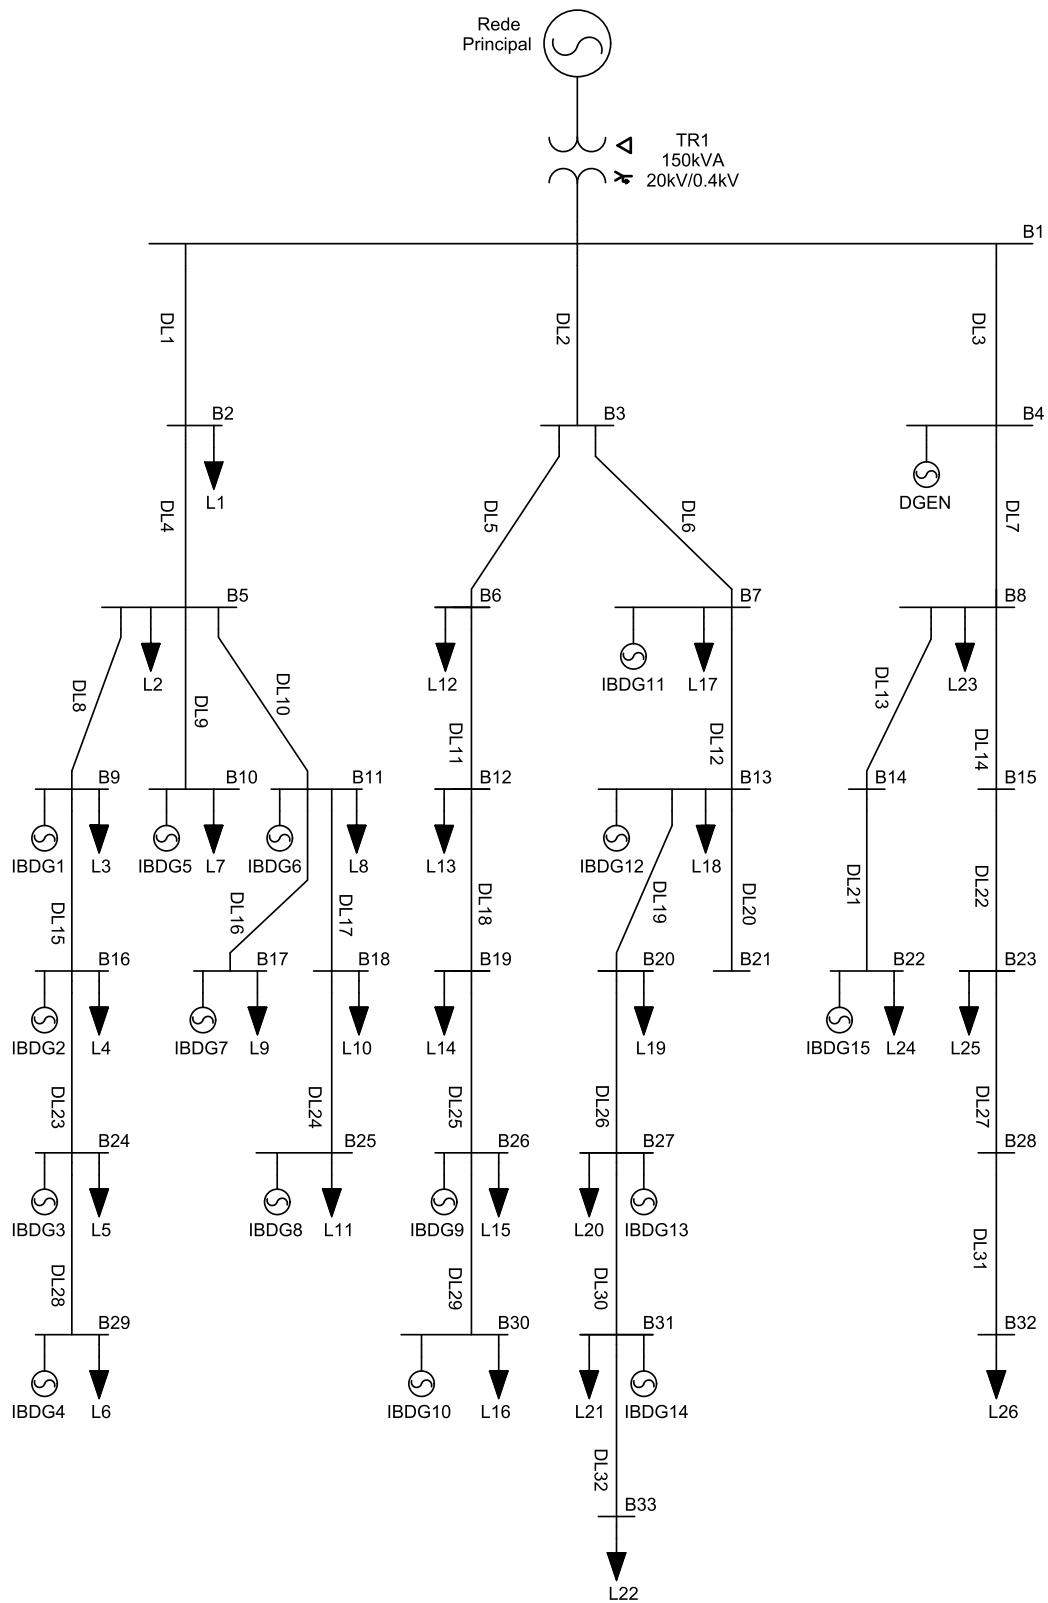 Rede
Principal
TR1
150kVA
20kV/0.4kV
B1
DL1
DL2
DL3
B2
B3
B4
L1
DGEN
DL4
DL5
DL6
DL7
B5
B6
B7
B8
L2
L12
IBDG11
L17
L23
DL8
DL9
DL10
DL11
DL12
DL13
DL14
B9
B10
B11
B12
B13
B14
B15
IBDG1
L3
IBDG5
L7
IBDG6
L8
L13
IBDG12
L18
DL15
DL16
DL17
DL18
DL19
DL20
DL21
DL22
B16
B17
B18
B19
B20
B21
B22
B23
IBDG2
L4
IBDG7
L9
L10
L14
L19
IBDG15
L24
L25
DL23
DL24
DL25
DL26
DL27
B24
B25
B26
B27
B28
IBDG3
L5
IBDG8
L11
IBDG9
L15
L20
IBDG13
DL28
DL29
DL30
DL31
B29
B30
B31
B32
IBDG4
L6
IBDG10
L16
L21
IBDG14
L26
DL32
B33
L22